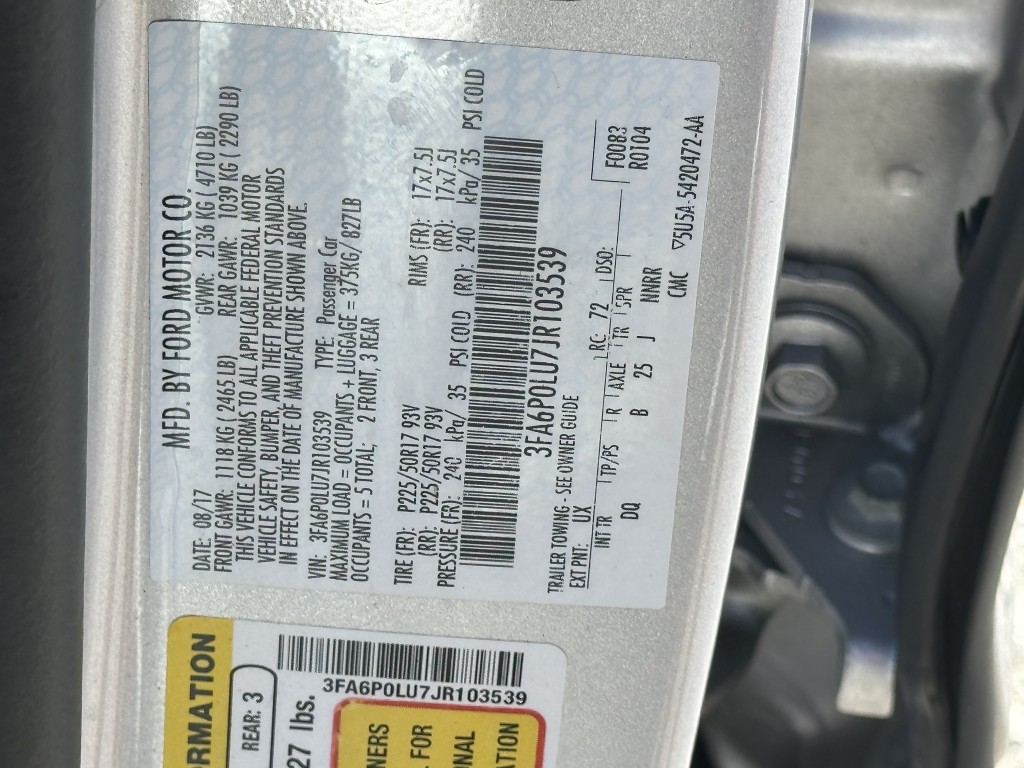 MFD. BY FORD MOTOR CO.
DATE: 08/17 GVWR: 2136 KG ( 4710 LB)
FRONT GAWR: 1118 KG ( 2465 LB) REAR GAWR: 1039 KG ( 2290 LB)
THIS VEHICLE CONFORMS TO ALL APPLICABLE FEDERAL MOTOR
VEHICLE SAFETY, BUMPER, AND THEFT PREVENTION STANDARDS
IN EFFECT ON THE DATE OF MANUFACTURE SHOWN ABOVE.
VIN: 3FA6P0LU7JR103539 TYPE: Passenger Car
MAXIMUM LOAD = OCCUPANTS + LUGGAGE = 375KG/ 827LB
OCCUPANTS = 5 TOTAL; 2 FRONT, 3 REAR
TIRE (FR): P225/50R17 93V RIMS (FR): 17x7.5J
(RR): P225/50R17 93V (RR): 17x7.5J
PRESSURE (FR): 240 kPa/ 35 PSI COLD (RR): 240 kPa/ 35 PSI COLD
3FA6P0LU7JR103539
TRAILER TOWING - SEE OWNER GUIDE
EXT PNT: UX RC: 72 DSO: F0083
R0104
INT TR TP/PS R AXLE TR SPR
DQ B 25 J NNRR
CMC ▽5U5A-5420472-AA
RMATION
REAR: 3
27 lbs.
3FA6P0LU7JR103539
NERS
FOR
NAL
ATION